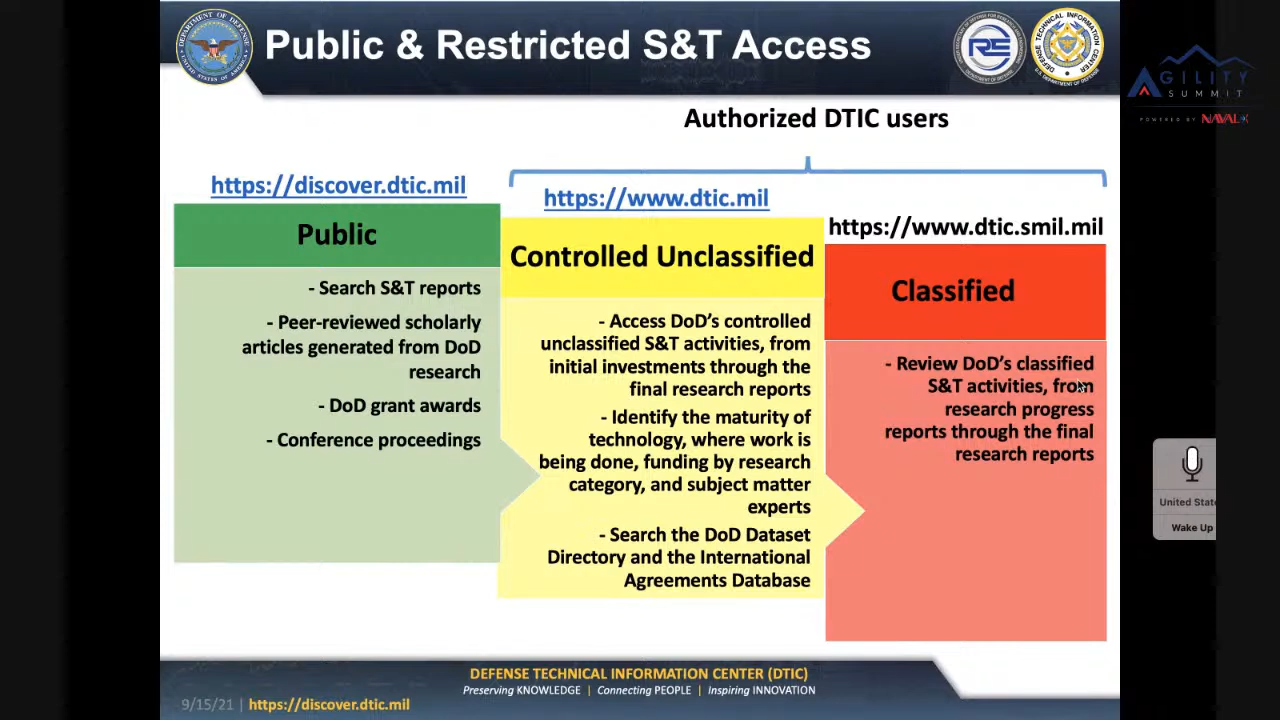 Public & Restricted S&T Access
AGILITY
SUMMIT
POWERED BY NAVALX
Authorized DTIC users
https://discover.dtic.mil
Public
- Search S&T reports
- Peer-reviewed scholarly
articles generated from DoD
research
- DoD grant awards
- Conference proceedings
https://www.dtic.mil
Controlled Unclassified
- Access DoD's controlled
unclassified S&T activities, from
initial investments through the
final research reports
- Identify the maturity of
technology, where work is
being done, funding by research
category, and subject matter
experts
- Search the DoD Dataset
Directory and the International
Agreements Database
https://www.dtic.smil.mil
Classified
- Review DoD's classified
S&T activities, from
research progress
reports through the final
research reports
United State
Wake Up
DEFENSE TECHNICAL INFORMATION CENTER (DTIC)
Preserving KNOWLEDGE | Connecting PEOPLE | Inspiring INNOVATION
9/15/21 | https://discover.dtic.mil